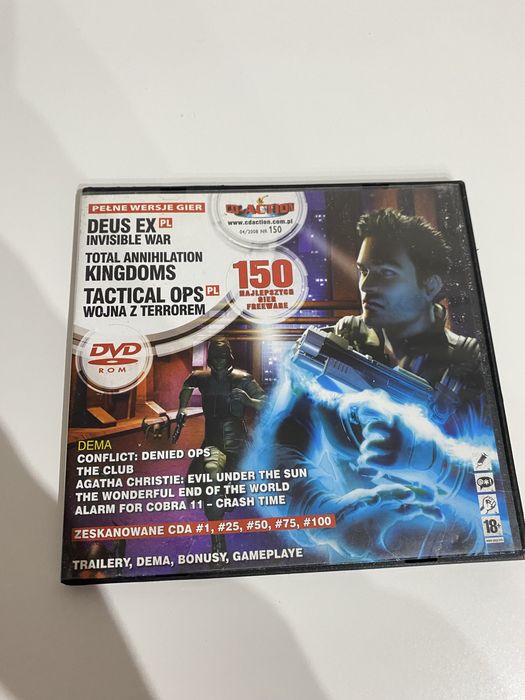 PEŁNE WERSJE GIER
DEUS EX PL
INVISIBLE WAR
TOTAL ANNIHILATION
KINGDOMS
TACTICAL OPS PL
WOJNA Z TERROREM
CD-ACTION
www.cdaction.com.pl
04/2008 NR 150
150
NAJLEPSZYCH
GIER
FREEWARE
DVD
ROM
DEMA
CONFLICT: DENIED OPS
THE CLUB
AGATHA CHRISTIE: EVIL UNDER THE SUN
THE WONDERFUL END OF THE WORLD
ALARM FOR COBRA 11 - CRASH TIME
ZESKANOWANE CDA #1, #25, #50, #75, #100
TRAILERY, DEMA, BONUSY, GAMEPLAYE
18+